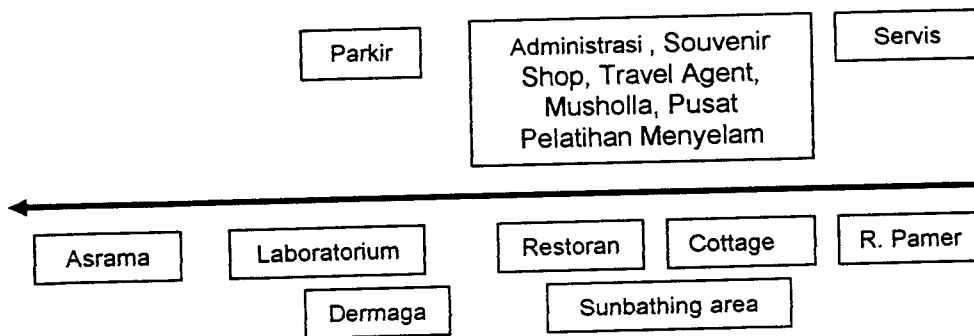 Parkir
Administrasi , Souvenir
Shop, Travel Agent,
Musholla, Pusat
Pelatihan Menyelam
Servis
Asrama
Laboratorium
Restoran
Cottage
R. Pamer
Dermaga
Sunbathing area